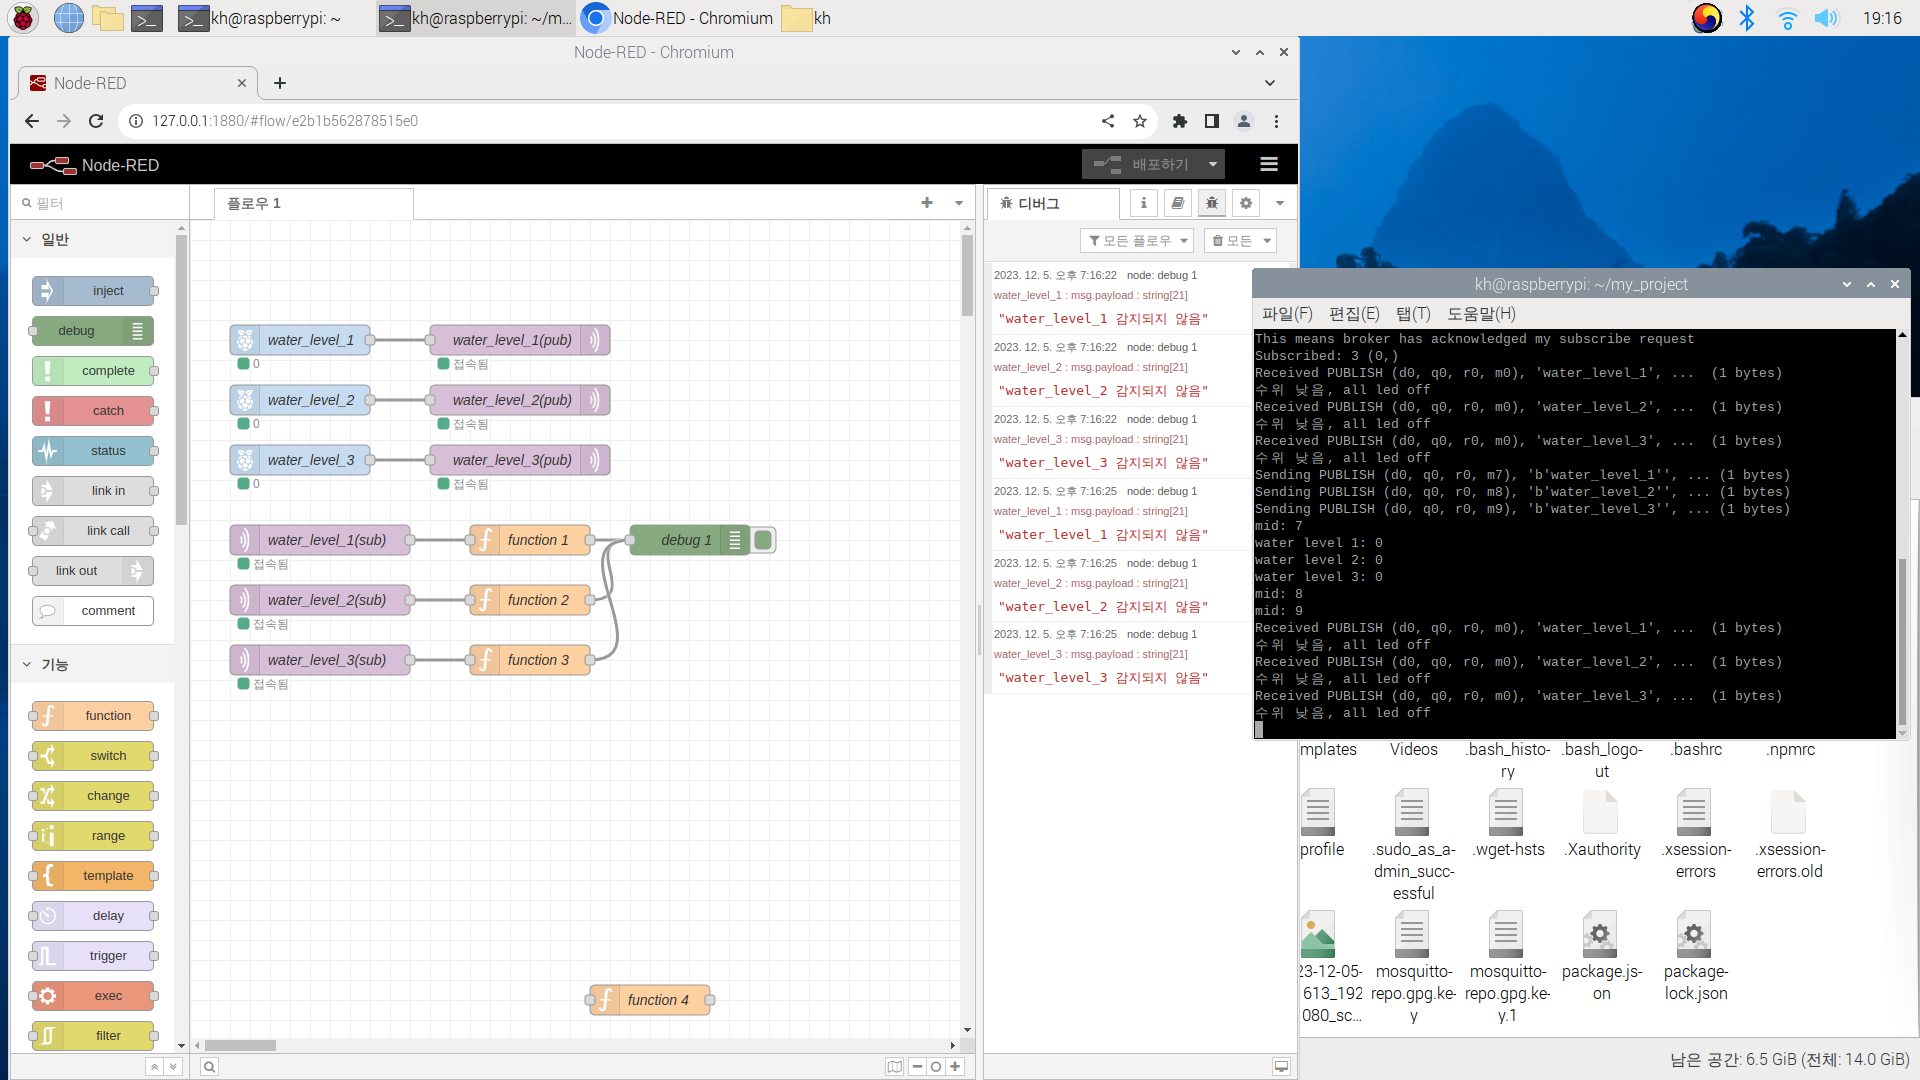 kh@raspberrypi: ~
kh@raspberrypi: ~/m...
Node-RED - Chromium
kh
19:16
Node-RED - Chromium
Node-RED
127.0.0.1:1880/#flow/e2b1b562878515e0
Node-RED
배포하기
필터
플로우 1
디버그
모든 플로우
모든
일반
inject
debug
complete
catch
status
link in
link call
link out
comment
기능
function
switch
change
range
template
delay
trigger
exec
filter
water_level_1
water_level_1(pub)
0
접속됨
water_level_2
water_level_2(pub)
0
접속됨
water_level_3
water_level_3(pub)
0
접속됨
water_level_1(sub)
function 1
debug 1
접속됨
water_level_2(sub)
function 2
접속됨
water_level_3(sub)
function 3
접속됨
function 4
2023. 12. 5. 오후 7:16:22 node: debug 1
water_level_1 : msg.payload : string[21]
"water_level_1 감지되지 않음"
2023. 12. 5. 오후 7:16:22 node: debug 1
water_level_2 : msg.payload : string[21]
"water_level_2 감지되지 않음"
2023. 12. 5. 오후 7:16:22 node: debug 1
water_level_3 : msg.payload : string[21]
"water_level_3 감지되지 않음"
2023. 12. 5. 오후 7:16:25 node: debug 1
water_level_1 : msg.payload : string[21]
"water_level_1 감지되지 않음"
2023. 12. 5. 오후 7:16:25 node: debug 1
water_level_2 : msg.payload : string[21]
"water_level_2 감지되지 않음"
2023. 12. 5. 오후 7:16:25 node: debug 1
water_level_3 : msg.payload : string[21]
"water_level_3 감지되지 않음"
kh@raspberrypi: ~/my_project
파일(F) 편집(E) 탭(T) 도움말(H)
This means broker has acknowledged my subscribe request
Subscribed: 3 (0,)
Received PUBLISH (d0, q0, r0, m0), 'water_level_1', ... (1 bytes)
수위 낮음, all led off
Received PUBLISH (d0, q0, r0, m0), 'water_level_2', ... (1 bytes)
수위 낮음, all led off
Received PUBLISH (d0, q0, r0, m0), 'water_level_3', ... (1 bytes)
수위 낮음, all led off
Sending PUBLISH (d0, q0, r0, m7), 'b'water_level_1'', ... (1 bytes)
Sending PUBLISH (d0, q0, r0, m8), 'b'water_level_2'', ... (1 bytes)
Sending PUBLISH (d0, q0, r0, m9), 'b'water_level_3'', ... (1 bytes)
mid: 7
water level 1: 0
water level 2: 0
water level 3: 0
mid: 8
mid: 9
Received PUBLISH (d0, q0, r0, m0), 'water_level_1', ... (1 bytes)
수위 낮음, all led off
Received PUBLISH (d0, q0, r0, m0), 'water_level_2', ... (1 bytes)
수위 낮음, all led off
Received PUBLISH (d0, q0, r0, m0), 'water_level_3', ... (1 bytes)
수위 낮음, all led off
mplates
Videos
.bash_histo-
ry
.bash_logo-
ut
.bashrc
.npmrc
profile
.sudo_as_a-
dmin_succ-
essful
.wget-hsts
.Xauthority
.xsession-
errors
.xsession-
errors.old
23-12-05-
613_192
080_sc...
mosquitto-
repo.gpg.ke-
y
mosquitto-
repo.gpg.ke-
y.1
package.js-
on
package-
lock.json
남은 공간: 6.5 GiB (전체: 14.0 GiB)